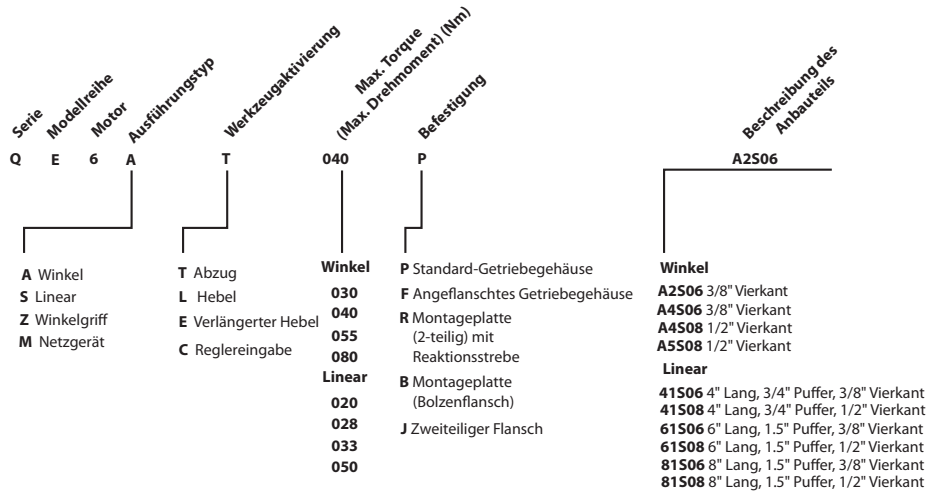 Serie
Modellreihe
Motor
Ausführungstyp
Werkzeugaktivierung
Max. Torque
(Max. Drehmoment) (Nm)
Befestigung
Beschreibung des
Anbauteils
Q E 6 A T 040 P A2S06
A Winkel
S Linear
Z Winkelgriff
M Netzgerät
T Abzug
L Hebel
E Verlängerter Hebel
C Reglereingabe
Winkel
030
040
055
080
Linear
020
028
033
050
P Standard-Getriebegehäuse
F Angeflanschtes Getriebegehäuse
R Montageplatte
(2-teilig) mit
Reaktionsstrebe
B Montageplatte
(Bolzenflansch)
J Zweiteiliger Flansch
Winkel
A2S06 3/8" Vierkant
A4S06 3/8" Vierkant
A4S08 1/2" Vierkant
A5S08 1/2" Vierkant
Linear
41S06 4" Lang, 3/4" Puffer, 3/8" Vierkant
41S08 4" Lang, 3/4" Puffer, 1/2" Vierkant
61S06 6" Lang, 1.5" Puffer, 3/8" Vierkant
61S08 6" Lang, 1.5" Puffer, 1/2" Vierkant
81S06 8" Lang, 1.5" Puffer, 3/8" Vierkant
81S08 8" Lang, 1.5" Puffer, 1/2" Vierkant